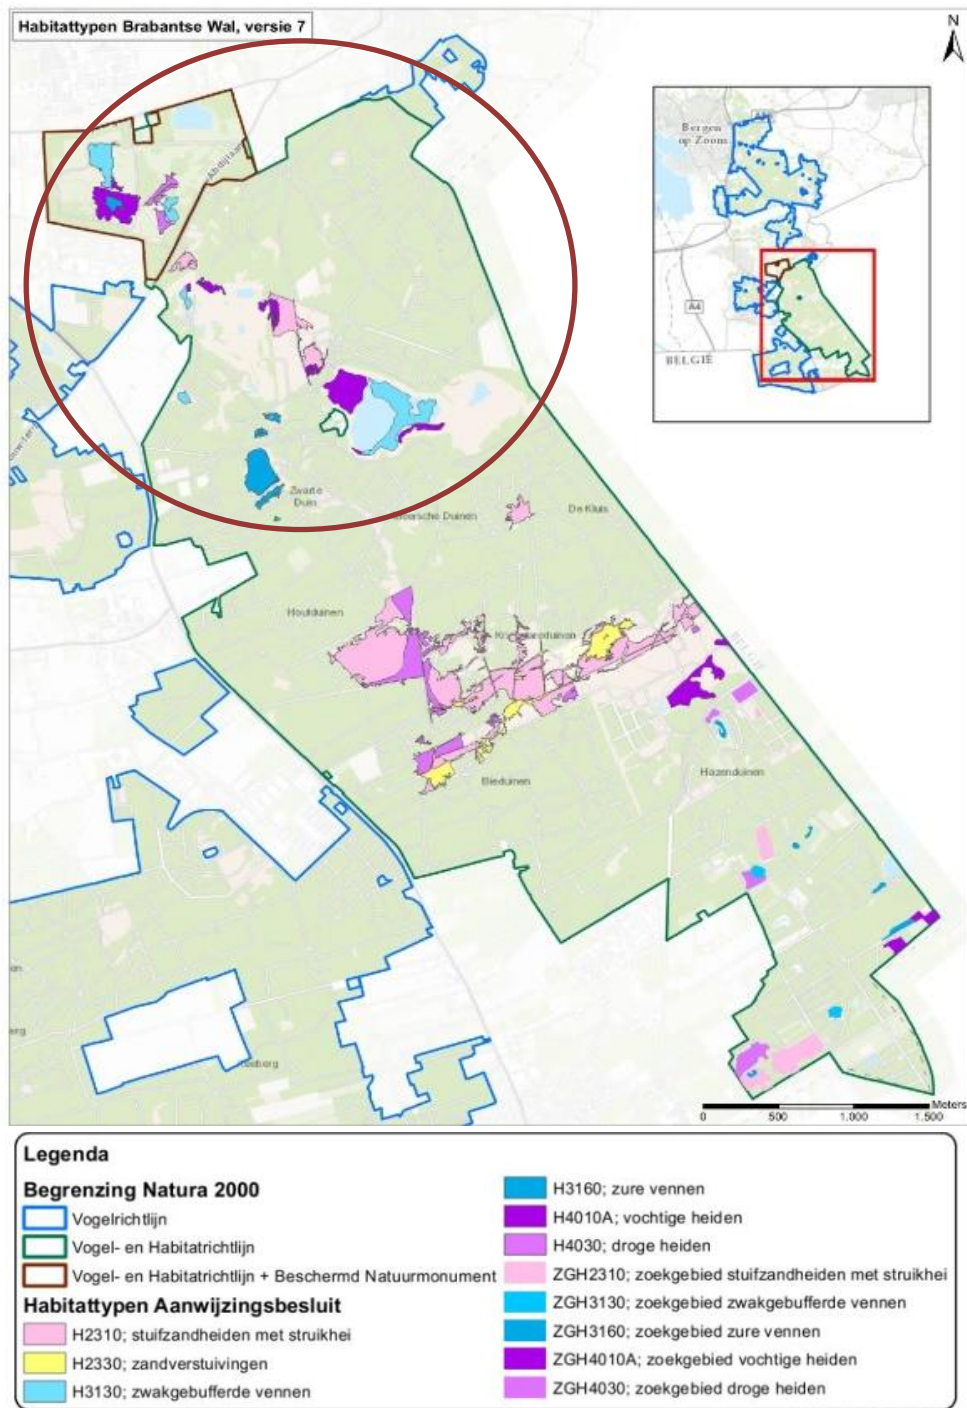 Habitattypen Brabantse Wal, versie 7
N
Bergen
op Zoom
A4
BELGIË
Abdijlaan
Zwarte
Duin
Duinen
De Kluis
Houtduinen
Bieduinen
Hazenduinen
Meters
0 500 1.000 1.500
Legenda
Begrenzing Natura 2000
Vogelrichtlijn
Vogel- en Habitatrichtlijn
Vogel- en Habitatrichtlijn + Beschermd Natuurmonument
Habitattypen Aanwijzingsbesluit
H2310; stuifzandheiden met struikhei
H2330; zandverstuivingen
H3130; zwakgebufferde vennen
H3160; zure vennen
H4010A; vochtige heiden
H4030; droge heiden
ZGH2310; zoekgebied stuifzandheiden met struikhei
ZGH3130; zoekgebied zwakgebufferde vennen
ZGH3160; zoekgebied zure vennen
ZGH4010A; zoekgebied vochtige heiden
ZGH4030; zoekgebied droge heiden